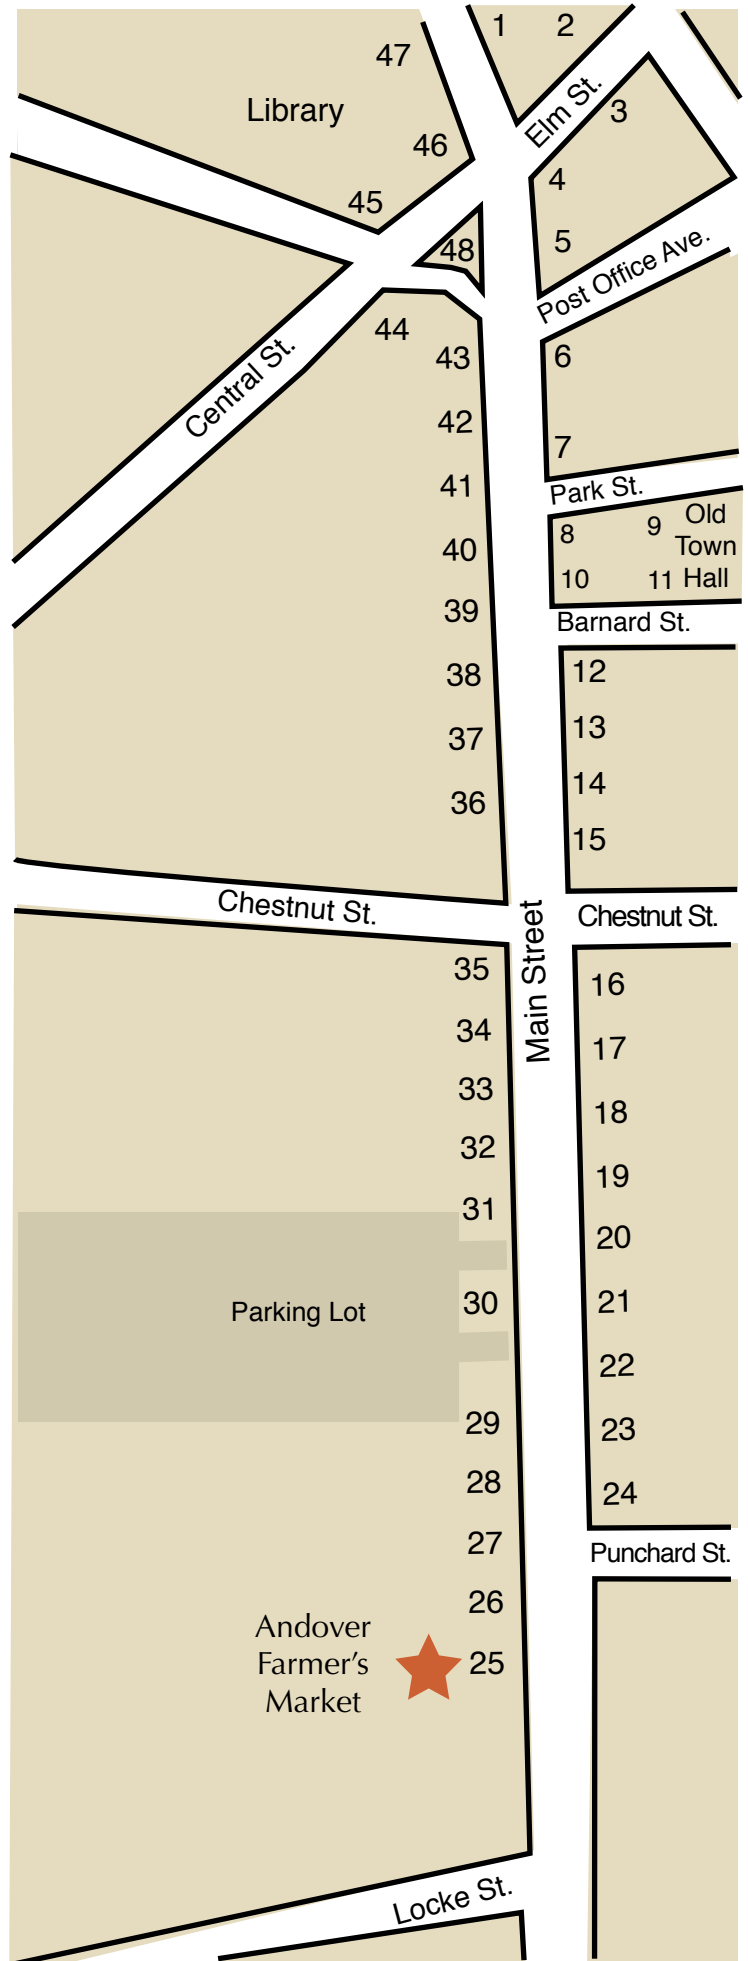 1
2
47
Library
46
45
Elm St.
3
4
5
48
Post Office Ave.
44
43
Central St.
6
42
7
41
Park St.
8
9
Old
Town
Hall
40
10
11
39
Barnard St.
38
12
37
13
36
14
15
Chestnut St.
Chestnut St.
Main Street
35
16
34
17
33
18
32
19
31
20
30
21
Parking Lot
22
29
23
28
24
27
Punchard St.
26
Andover
Farmer's
Market
25
Locke St.